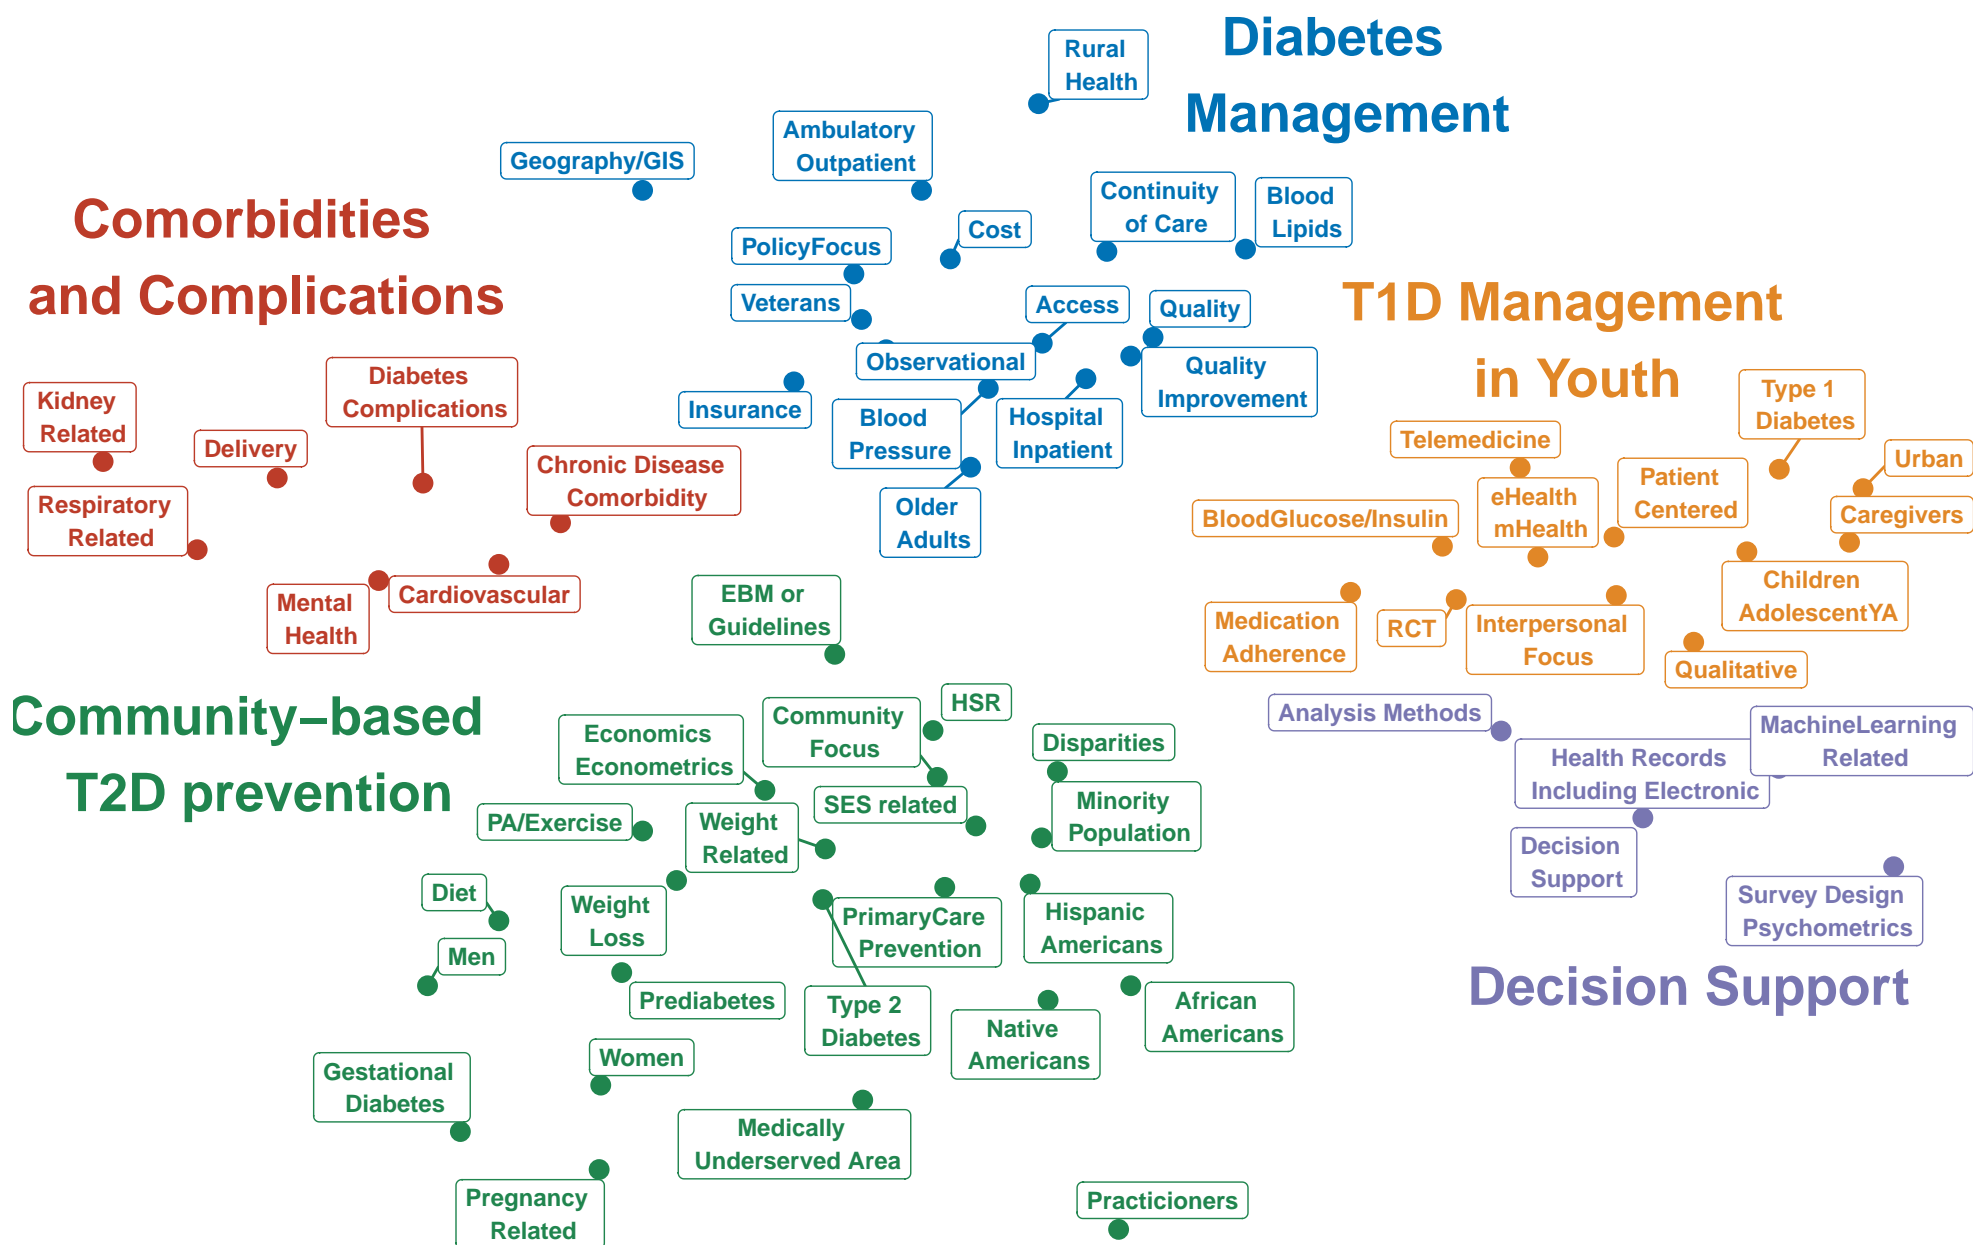 Diabetes
Management
Rural
Health
Ambulatory
Outpatient
Geography/GIS
Continuity
of Care
Blood
Lipids
Cost
PolicyFocus
Veterans
Access
Quality
Observational
Quality
Improvement
Insurance
Blood
Pressure
Hospital
Inpatient
Older
Adults
Comorbidities
and Complications
Kidney
Related
Diabetes
Complications
Delivery
Chronic Disease
Comorbidity
Respiratory
Related
Mental
Health
Cardiovascular
T1D Management
in Youth
Type 1
Diabetes
Telemedicine
Urban
eHealth
mHealth
Patient
Centered
BloodGlucose/Insulin
Caregivers
Children
AdolescentYA
Medication
Adherence
RCT
Interpersonal
Focus
Qualitative
Community–based
T2D prevention
EBM or
Guidelines
HSR
Economics
Econometrics
Community
Focus
Disparities
PA/Exercise
Weight
Related
SES related
Minority
Population
Diet
Weight
Loss
PrimaryCare
Prevention
Hispanic
Americans
Men
Prediabetes
Type 2
Diabetes
Native
Americans
African
Americans
Women
Gestational
Diabetes
Medically
Underserved Area
Pregnancy
Related
Practicioners
Analysis Methods
MachineLearning
Related
Health Records
Including Electronic
Decision
Support
Survey Design
Psychometrics
Decision Support